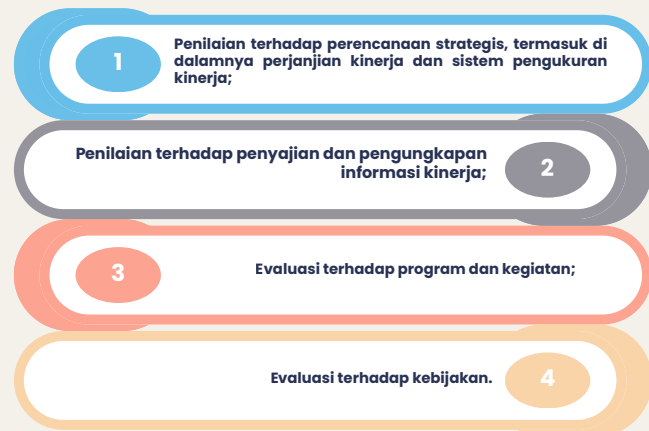 1
Penilaian terhadap perencanaan strategis, termasuk di
dalamnya perjanjian kinerja dan sistem pengukuran
kinerja;
Penilaian terhadap penyajian dan pengungkapan
informasi kinerja;
2
3
Evaluasi terhadap program dan kegiatan;
Evaluasi terhadap kebijakan.
4